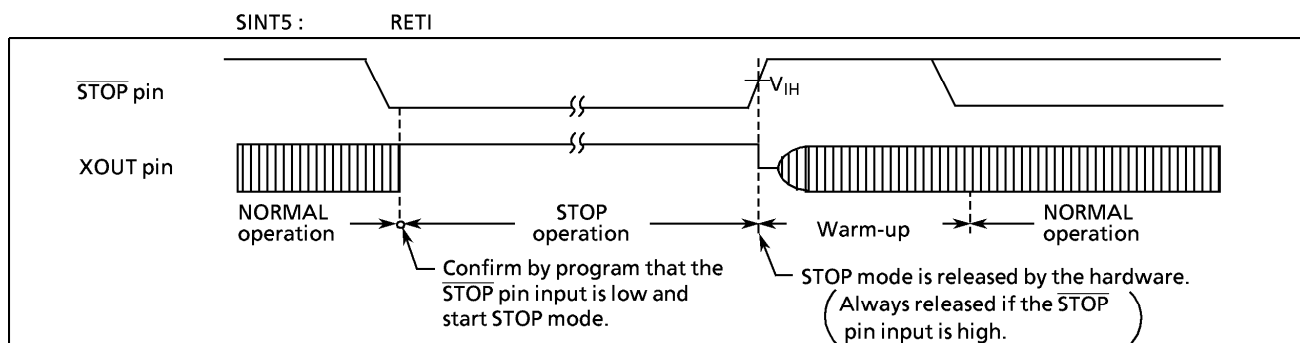 SINT5 : RETI
STOP pin
VIH
XOUT pin
NORMAL operation
STOP operation
Warm-up
NORMAL operation
Confirm by program that the
STOP pin input is low and
start STOP mode.
STOP mode is released by the hardware.
(Always released if the STOP
pin input is high.)